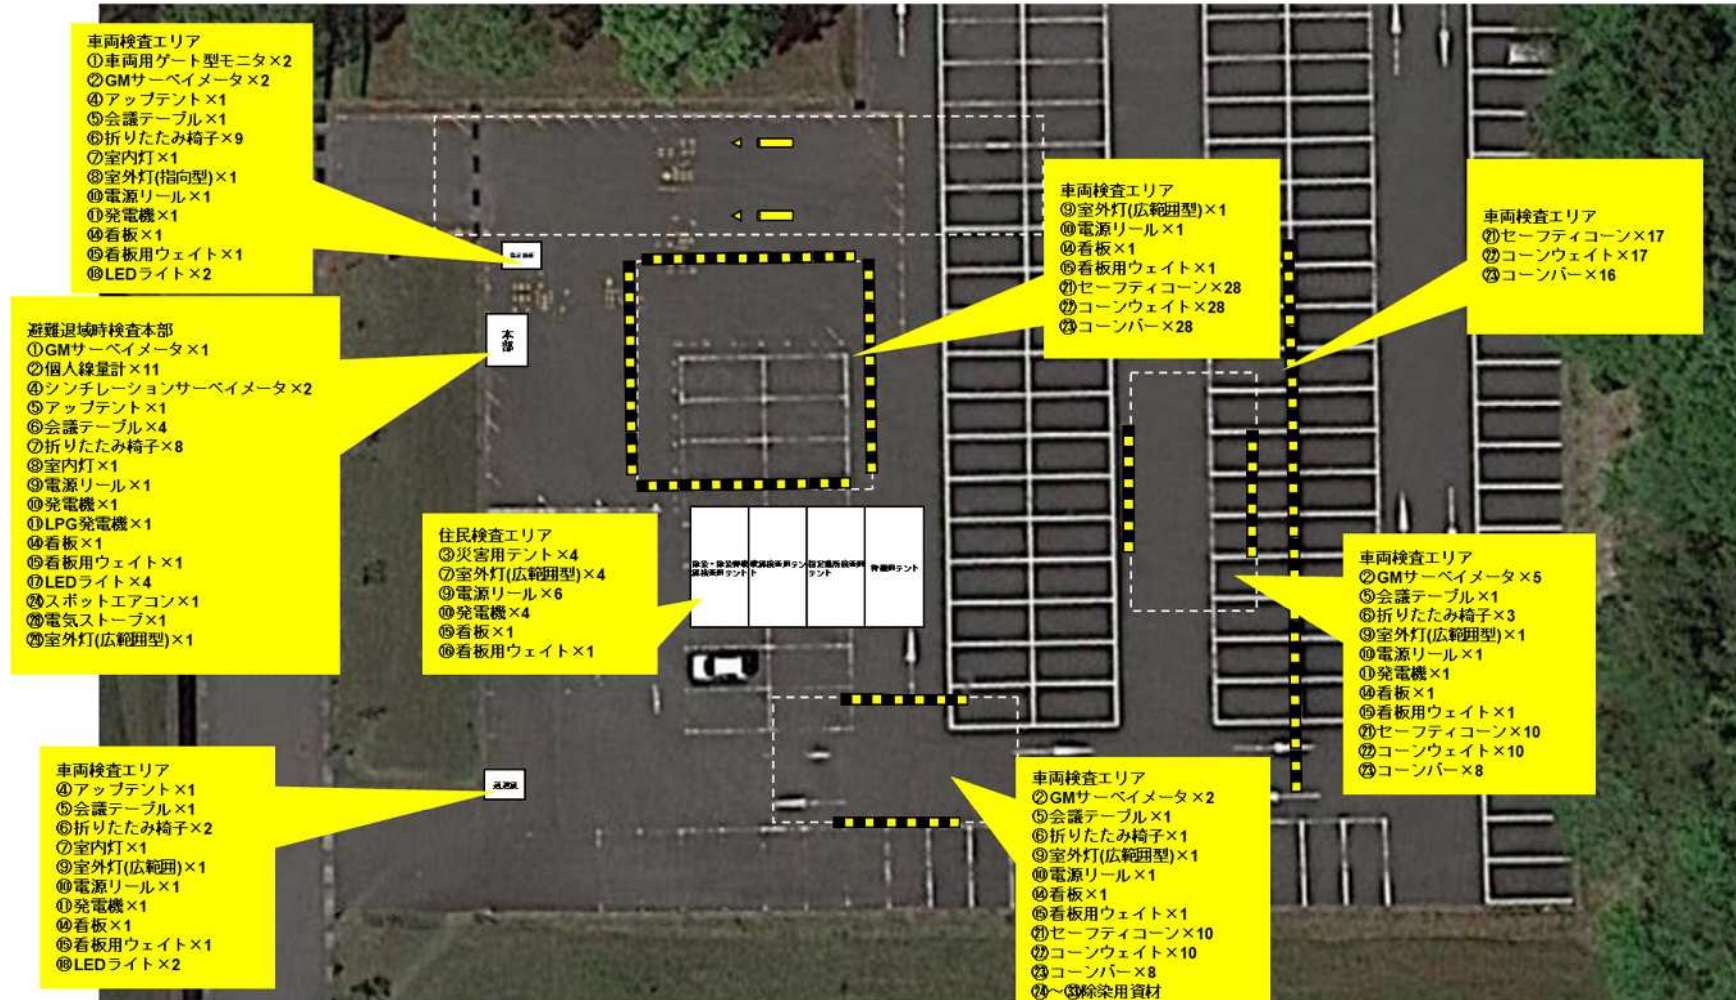 車両検査エリア
①車両用ゲート型モニタ×2
②GMサーベイメータ×2
④アップテント×1
⑤会議テーブル×1
⑥折りたたみ椅子×9
⑦室内灯×1
⑧室外灯(指向型)×1
⑩電源リール×1
⑪発電機×1
⑭看板×1
⑮看板用ウェイト×1
⑱LEDライト×2
避難退域時検査本部
①GMサーベイメータ×1
②個人線量計×11
④シンチレーションサーベイメータ×2
⑤アップテント×1
⑥会議テーブル×4
⑦折りたたみ椅子×8
⑧室内灯×1
⑨電源リール×1
⑩発電機×1
⑪LPG発電機×1
⑭看板×1
⑮看板用ウェイト×1
⑰LEDライト×4
スポットエアコン×1
電気ストーブ×1
室外灯(広範囲型)×1
本部
車両検査エリア
⑨室外灯(広範囲型)×1
⑩電源リール×1
⑭看板×1
⑮看板用ウェイト×1
㉑セーフティコーン×28
㉒コーンウェイト×28
㉓コーンバー×28
車両検査エリア
㉑セーフティコーン×17
㉒コーンウェイト×17
㉓コーンバー×16
住民検査エリア
③災害用テント×4
⑦室外灯(広範囲型)×4
⑨電源リール×6
⑩発電機×4
⑮看板×1
⑯看板用ウェイト×1
待機用テント
車両検査エリア
②GMサーベイメータ×5
⑤会議テーブル×1
⑥折りたたみ椅子×3
⑨室外灯(広範囲型)×1
⑩電源リール×1
⑪発電機×1
⑭看板×1
⑮看板用ウェイト×1
㉑セーフティコーン×10
㉒コーンウェイト×10
㉓コーンバー×8
車両検査エリア
④アップテント×1
⑤会議テーブル×1
⑥折りたたみ椅子×2
⑦室内灯×1
⑨室外灯(広範囲)×1
⑩電源リール×1
⑪発電機×1
⑭看板×1
⑮看板用ウェイト×1
⑱LEDライト×2
車両検査エリア
②GMサーベイメータ×2
⑤会議テーブル×1
⑥折りたたみ椅子×1
⑨室外灯(広範囲型)×1
⑩電源リール×1
⑭看板×1
⑮看板用ウェイト×1
㉑セーフティコーン×10
㉒コーンウェイト×10
㉓コーンバー×8
㉔～㉝除染用資材